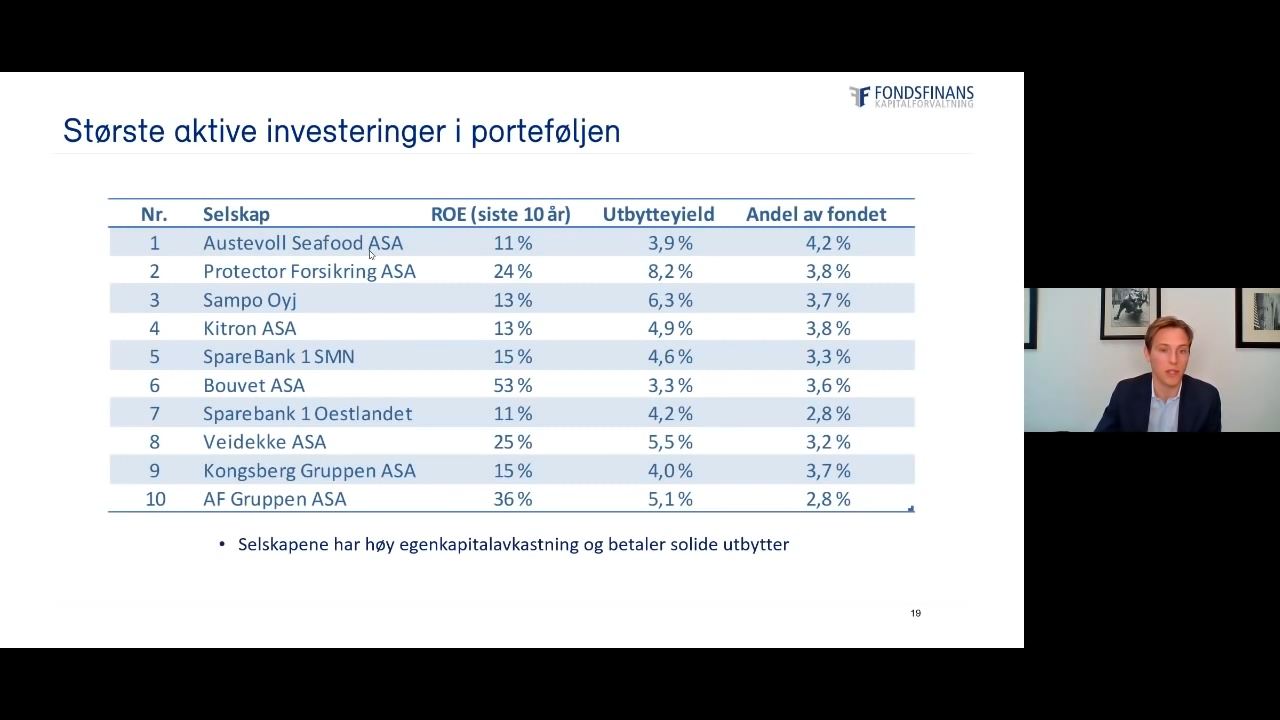 FONDSFINANS
KAPITALFORVALTNING
Største aktive investeringer i porteføljen
Nr. Selskap ROE (siste 10 år) Utbytteyield Andel av fondet
1 Austevoll Seafood ASA 11 % 3,9 % 4,2 %
2 Protector Forsikring ASA 24 % 8,2 % 3,8 %
3 Sampo Oyj 13 % 6,3 % 3,7 %
4 Kitron ASA 13 % 4,9 % 3,8 %
5 SpareBank 1 SMN 15 % 4,6 % 3,3 %
6 Bouvet ASA 53 % 3,3 % 3,6 %
7 Sparebank 1 Oestlandet 11 % 4,2 % 2,8 %
8 Veidekke ASA 25 % 5,5 % 3,2 %
9 Kongsberg Gruppen ASA 15 % 4,0 % 3,7 %
10 AF Gruppen ASA 36 % 5,1 % 2,8 %
• Selskapene har høy egenkapitalavkastning og betaler solide utbytter
19